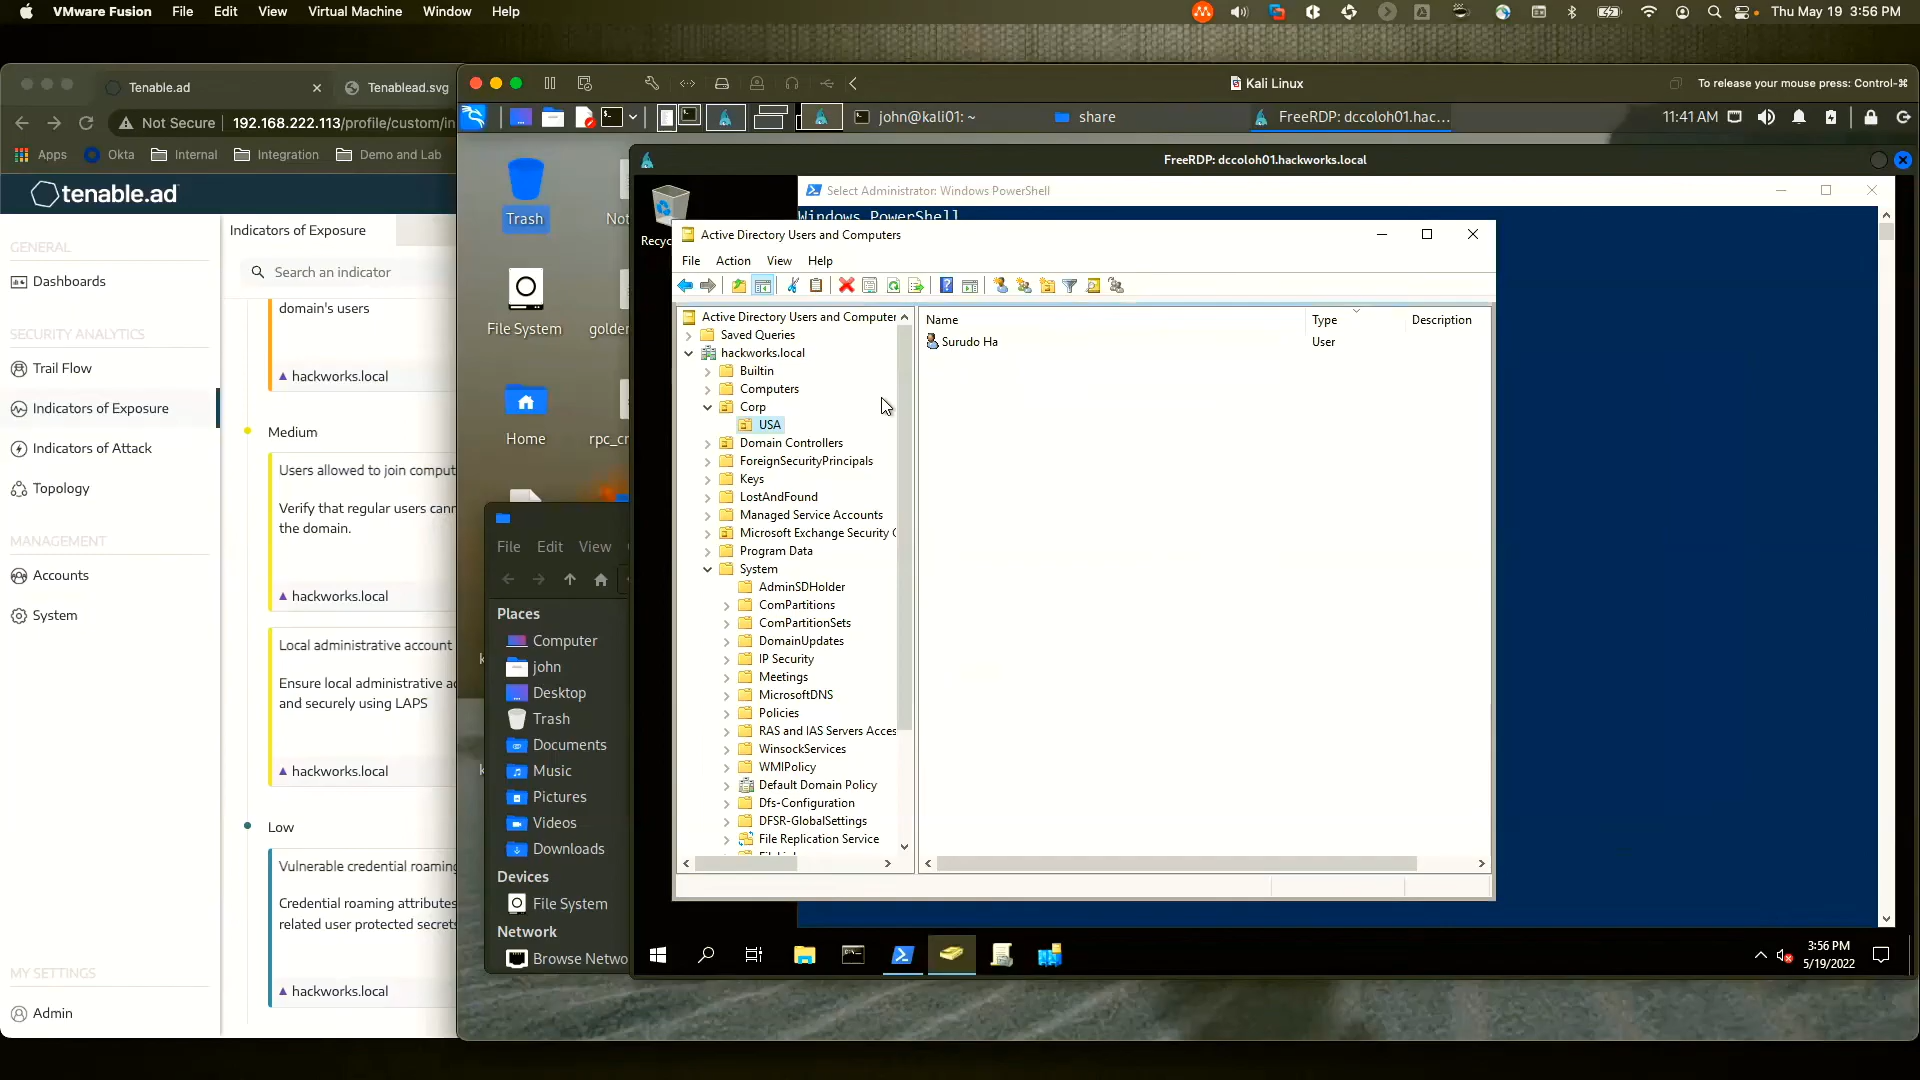 VMware Fusion File Edit View Virtual Machine Window Help
Thu May 19 3:56 PM
Tenable.ad
Tenablead.svg
Not Secure 192.168.222.113/profile/custom/in
Apps Okta Internal Integration Demo and Lab
tenable.ad
GENERAL
Dashboards
SECURITY ANALYTICS
Trail Flow
Indicators of Exposure
Indicators of Attack
Topology
MANAGEMENT
Accounts
System
MY SETTINGS
Admin
Indicators of Exposure
Search an indicator
domain's users
hackworks.local
Medium
Users allowed to join comput
Verify that regular users cann
the domain.
hackworks.local
Local administrative account
Ensure local administrative ac
and securely using LAPS
hackworks.local
Low
Vulnerable credential roaming
Credential roaming attributes
related user protected secrets
hackworks.local
Kali Linux
To release your mouse press: Control-⌘
john@kali01: ~
share
FreeRDP: dccoloh01.hac...
11:41 AM
Trash
Not
File System
golden
Home
rpc_cr
File Edit View
Places
Computer
john
Desktop
Trash
Documents
Music
Pictures
Videos
Downloads
Devices
File System
Network
Browse Netwo
FreeRDP: dccoloh01.hackworks.local
Recyc
Select Administrator: Windows PowerShell
Windows PowerShell
Active Directory Users and Computers
File Action View Help
Active Directory Users and Computer
Saved Queries
hackworks.local
Builtin
Computers
Corp
USA
Domain Controllers
ForeignSecurityPrincipals
Keys
LostAndFound
Managed Service Accounts
Microsoft Exchange Security
Program Data
System
AdminSDHolder
ComPartitions
ComPartitionSets
DomainUpdates
IP Security
Meetings
MicrosoftDNS
Policies
RAS and IAS Servers Acces
WinsockServices
WMIPolicy
Default Domain Policy
Dfs-Configuration
DFSR-GlobalSettings
File Replication Service
Name Type Description
Surudo Ha User
3:56 PM
5/19/2022